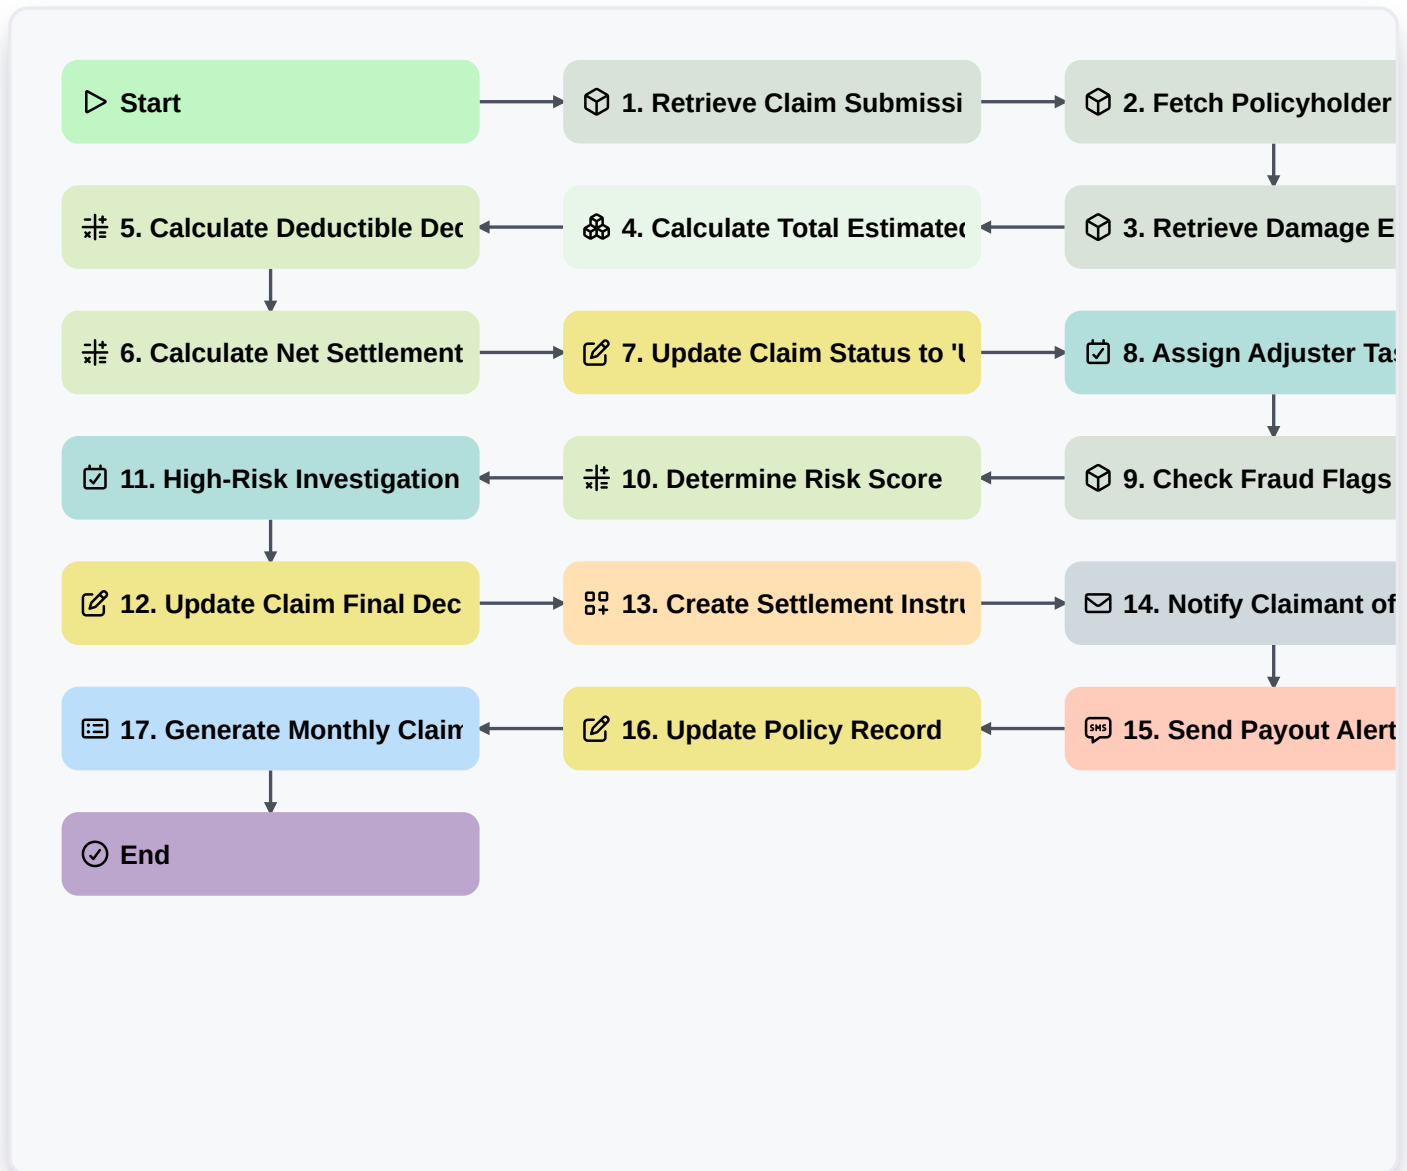 Start
1. Retrieve Claim Submissi
2. Fetch Policyholder
5. Calculate Deductible Ded
4. Calculate Total Estimated
3. Retrieve Damage E
6. Calculate Net Settlement
7. Update Claim Status to 'U
8. Assign Adjuster Tas
11. High-Risk Investigation
10. Determine Risk Score
9. Check Fraud Flags
12. Update Claim Final Dec
13. Create Settlement Instru
14. Notify Claimant of
17. Generate Monthly Claim
16. Update Policy Record
15. Send Payout Alert
SMS
End